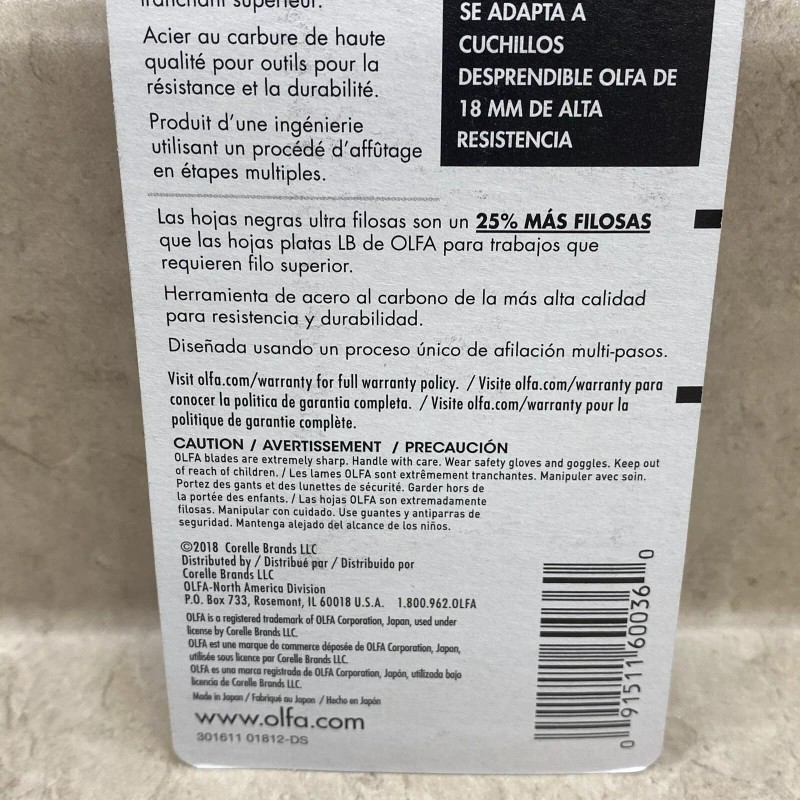 tranchant supérieur.
Acier au carbure de haute
qualité pour outils pour la
résistance et la durabilité.
Produit d'une ingénierie
utilisant un procédé d'affûtage
en étapes multiples.
SE ADAPTA A
CUCHILLOS
DESPRENDIBLE OLFA DE
18 MM DE ALTA
RESISTENCIA
Las hojas negras ultra filosas son un 25% MÁS FILOSAS
que las hojas platas LB de OLFA para trabajos que
requieren filo superior.
Herramienta de acero al carbono de la más alta calidad
para resistencia y durabilidad.
Diseñada usando un proceso único de afilación multi-pasos.
Visit olfa.com/warranty for full warranty policy. / Visite olfa.com/warranty para
conocer la politica de garantia completa. / Visite olfa.com/warranty pour la
politique de garantie complète.
CAUTION / AVERTISSEMENT / PRECAUCIÓN
OLFA blades are extremely sharp. Handle with care. Wear safety gloves and goggles. Keep out
of reach of children. / Les lames OLFA sont extrêmement tranchantes. Manipuler avec soin.
Portez des gants et des lunettes de sécurité. Garder hors de
la portée des enfants. / Las hojas OLFA son extremadamente
filosas. Manipular con cuidado. Use guantes y antiparras de
seguridad. Mantenga alejado del alcance de los niños.
©2018 Corelle Brands LLC
Distributed by / Distribué par / Distribuido por
Corelle Brands LLC
OLFA-North America Division
P.O. Box 733, Rosemont, IL 60018 U.S.A. 1.800.962.OLFA
OLFA is a registered trademark of OLFA Corporation, Japan, used under
license by Corelle Brands LLC.
OLFA est une marque de commerce déposée de OLFA Corporation, Japan,
utilisée sous licence par Corelle Brands LLC.
OLFA es una marca registrada de OLFA Corporation, Japón, utilizada bajo
licencia de Corelle Brands LLC.
Made in Japan / Fabriqué au Japon / Hecho en Japón
www.olfa.com
301611 01812-DS
0 91511 60036 0